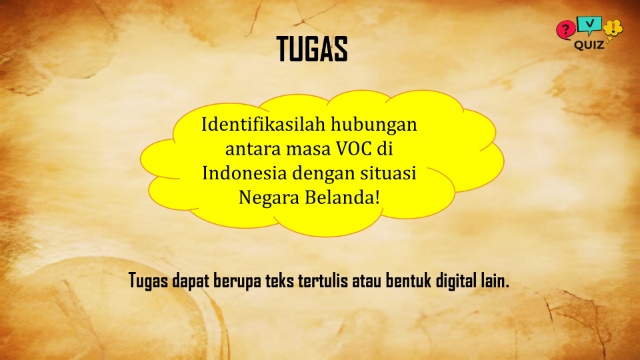 TUGAS
? V !
QUIZ
Identifikasilah hubungan
antara masa VOC di
Indonesia dengan situasi
Negara Belanda!
Tugas dapat berupa teks tertulis atau bentuk digital lain.